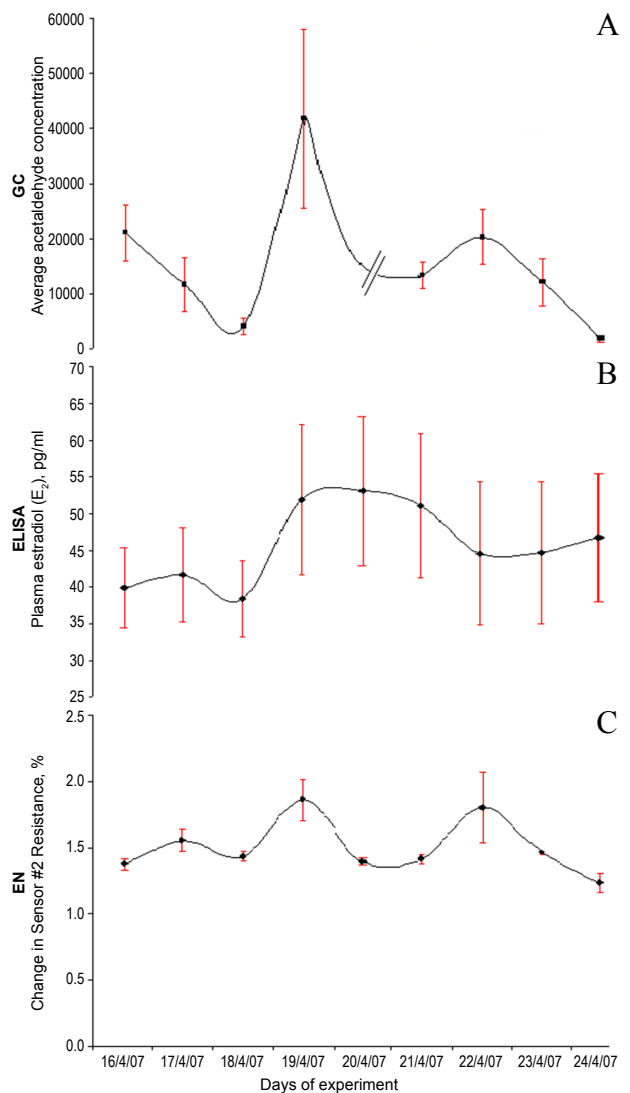 A
GC
Average acetaldehyde concentration
60000
50000
40000
30000
20000
10000
0
B
ELISA
Plasma estradiol (E₂), pg/ml
70
65
60
55
50
45
40
35
30
25
C
EN
Change in Sensor #2 Resistance, %
2.5
2.0
1.5
1.0
0.5
0.0
16/4/07 17/4/07 18/4/07 19/4/07 20/4/07 21/4/07 22/4/07 23/4/07 24/4/07
Days of experiment